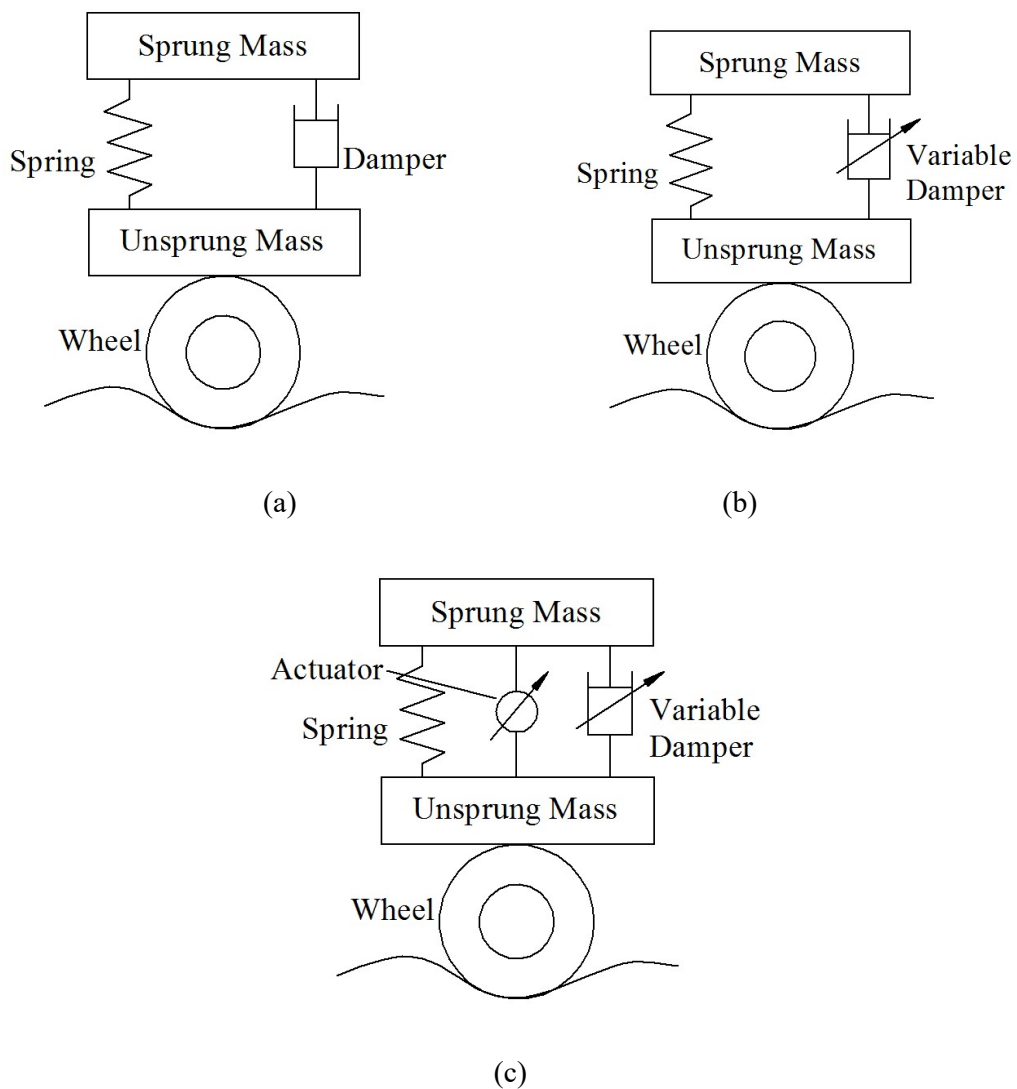 Sprung Mass
Spring
Damper
Unsprung Mass
Wheel
(a)
Sprung Mass
Spring
Variable
Damper
Unsprung Mass
Wheel
(b)
Sprung Mass
Actuator
Spring
Variable
Damper
Unsprung Mass
Wheel
(c)